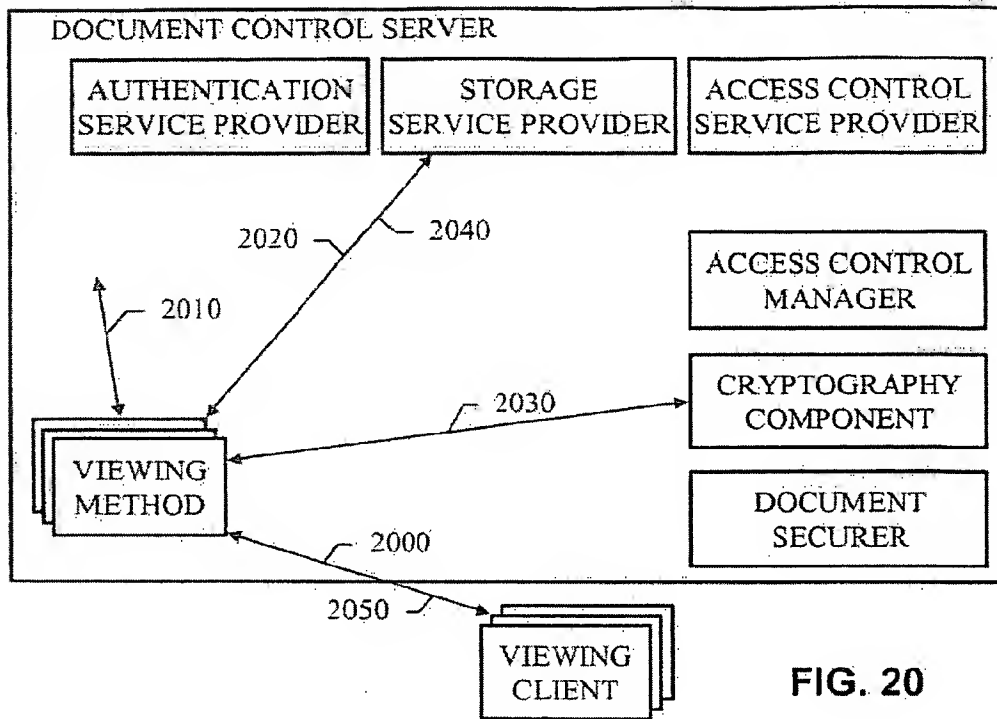 DOCUMENT CONTROL SERVER
AUTHENTICATION
SERVICE PROVIDER
STORAGE
SERVICE PROVIDER
ACCESS CONTROL
SERVICE PROVIDER
2020
2040
2010
ACCESS CONTROL
MANAGER
2030
CRYPTOGRAPHY
COMPONENT
VIEWING
METHOD
DOCUMENT
SECURER
2000
2050
VIEWING
CLIENT
FIG. 20